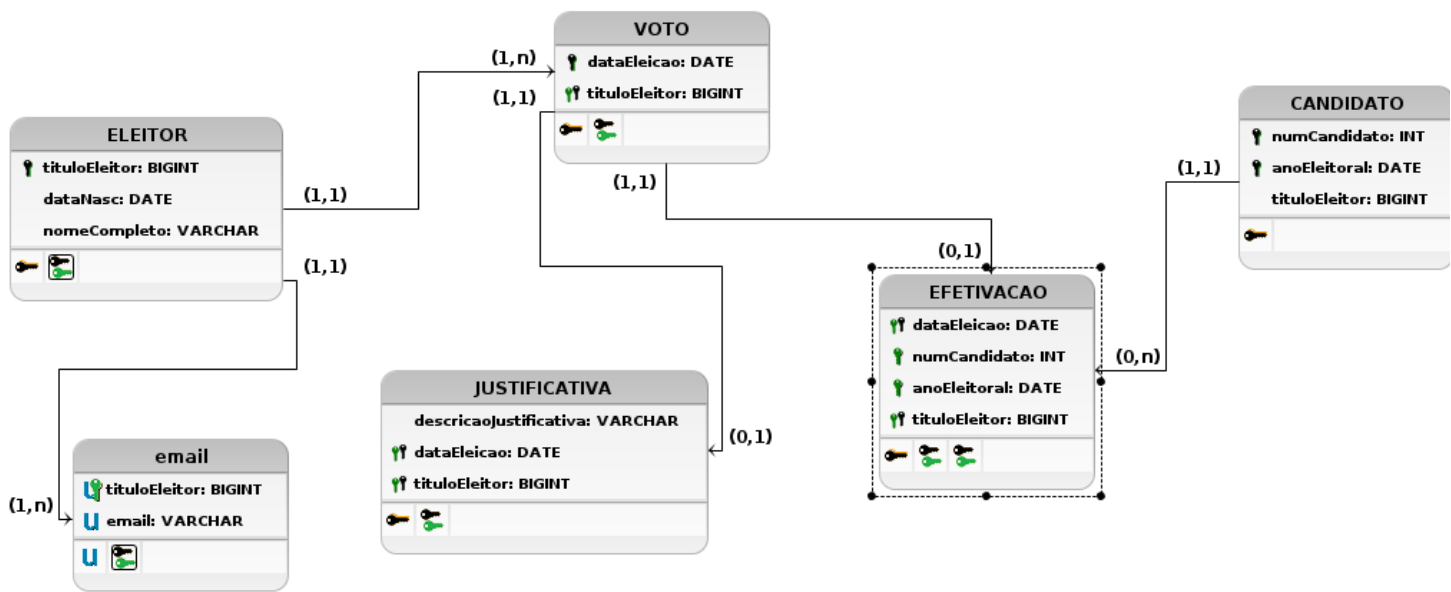 VOTO
dataEleicao: DATE
tituloEleitor: BIGINT
(1,n)
(1,1)
(1,1)
ELEITOR
tituloEleitor: BIGINT
dataNasc: DATE
nomeCompleto: VARCHAR
(1,1)
(1,1)
CANDIDATO
numCandidato: INT
anoEleitoral: DATE
tituloEleitor: BIGINT
(1,1)
(0,1)
EFETIVACAO
dataEleicao: DATE
numCandidato: INT
anoEleitoral: DATE
tituloEleitor: BIGINT
(0,n)
JUSTIFICATIVA
descricaoJustificativa: VARCHAR
dataEleicao: DATE
tituloEleitor: BIGINT
(0,1)
email
U tituloEleitor: BIGINT
U email: VARCHAR
U
(1,n)